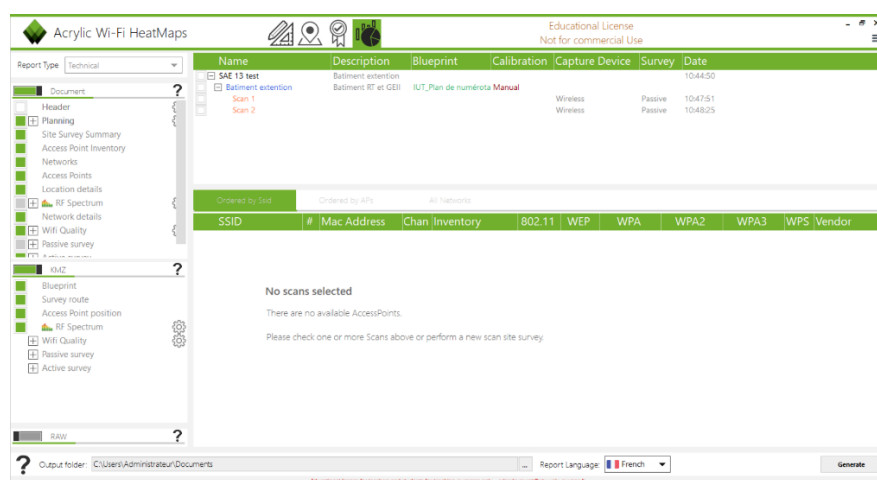 Acrylic Wi-Fi HeatMaps
Educational License
Not for commercial Use
Report Type Technical
Name Description Blueprint Calibration Capture Device Survey Date
SAE 13 test Batiment extention 10:44:50
Batiment extention Batiment RT et GEII IUT_Plan de numérota Manual
Scan 1 Wireless Passive 10:47:51
Scan 2 Wireless Passive 10:48:25
Document ?
Header
Planning
Site Survey Summary
Access Point Inventory
Networks
Access Points
Location details
RF Spectrum
Network details
Wifi Quality
Passive survey
Active survey
Ordered by Ssid Ordered by APs All Networks
SSID # Mac Address Chan Inventory 802.11 WEP WPA WPA2 WPA3 WPS Vendor
No scans selected
There are no available AccessPoints.
Please check one or more Scans above or perform a new scan site survey.
KMZ ?
Blueprint
Survey route
Access Point position
RF Spectrum
Wifi Quality
Passive survey
Active survey
RAW ?
? Output folder: C:\Users\Administrateur\Documents ... Report Language: French Generate